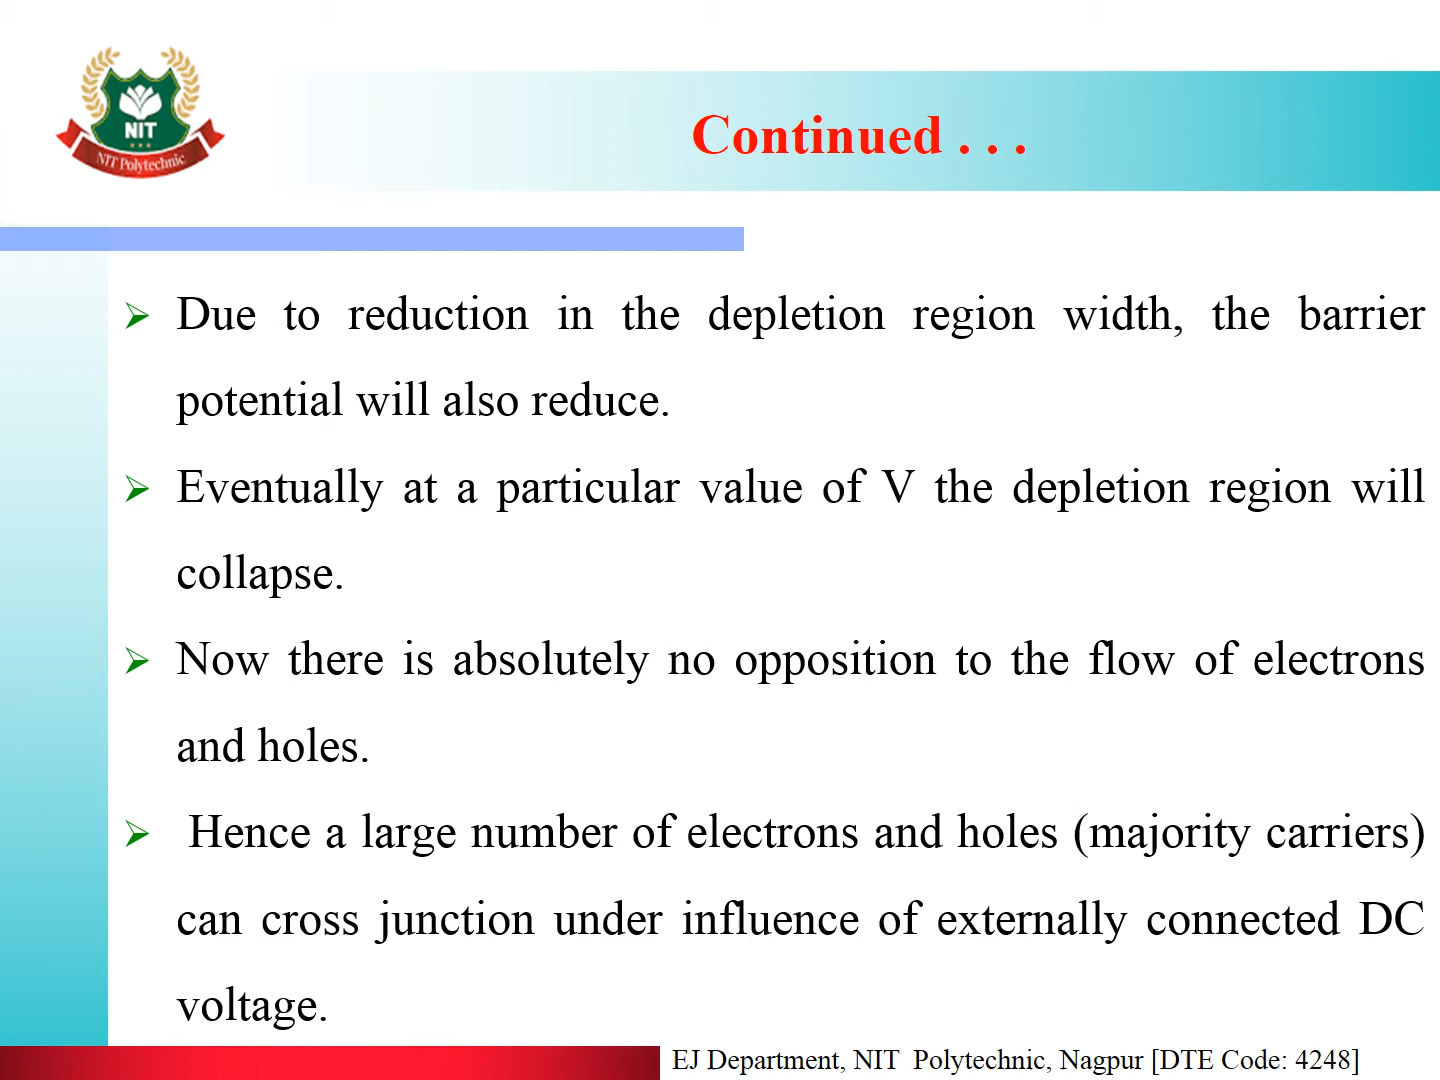 NIT
NIT Polytechnic
Continued . . .
Due to reduction in the depletion region width, the barrier
potential will also reduce.
Eventually at a particular value of V the depletion region will
collapse.
Now there is absolutely no opposition to the flow of electrons
and holes.
Hence a large number of electrons and holes (majority carriers)
can cross junction under influence of externally connected DC
voltage.
EJ Department, NIT  Polytechnic, Nagpur [DTE Code: 4248]